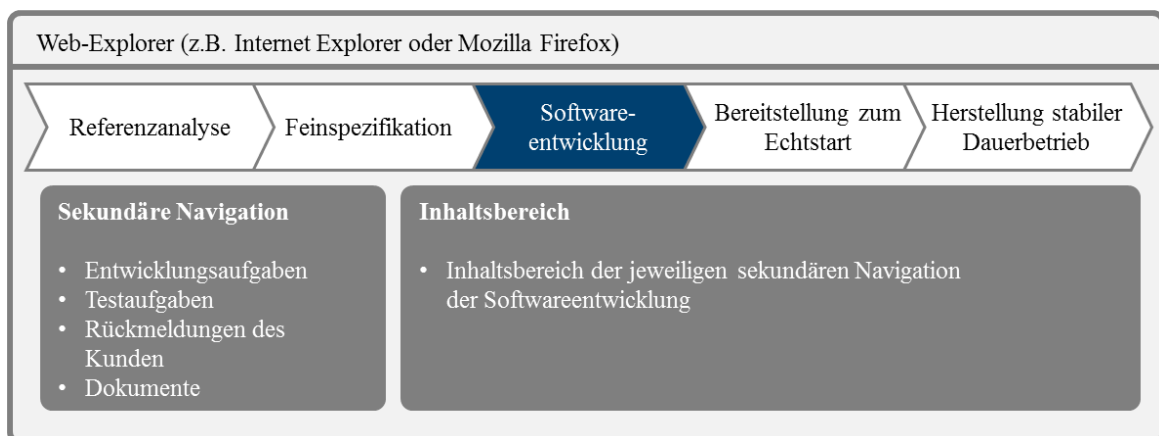 Web-Explorer (z.B. Internet Explorer oder Mozilla Firefox)
Referenzanalyse
Feinspezifikation
Software-
entwicklung
Bereitstellung zum
Echtstart
Herstellung stabiler
Dauerbetrieb
Sekundäre Navigation
• Entwicklungsaufgaben
• Testaufgaben
• Rückmeldungen des
Kunden
• Dokumente
Inhaltsbereich
• Inhaltsbereich der jeweiligen sekundären Navigation
der Softwareentwicklung